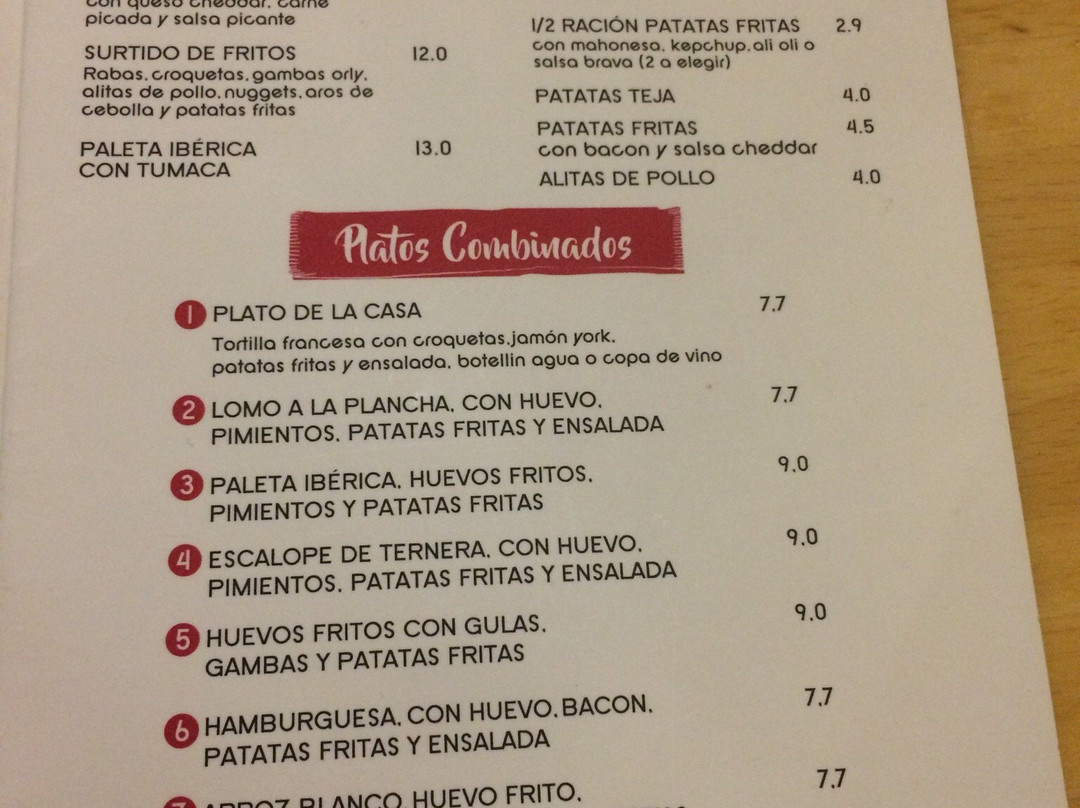 con queso cheddar, carne
picada y salsa picante
SURTIDO DE FRITOS 12.0
Rabas, croquetas, gambas orly,
alitas de pollo, nuggets, aros de
cebolla y patatas fritas
PALETA IBÉRICA 13.0
CON TUMACA
1/2 RACIÓN PATATAS FRITAS 2.9
con mahonesa, kepchup, ali oli o
salsa brava (2 a elegir)
PATATAS TEJA 4.0
PATATAS FRITAS 4.5
con bacon y salsa cheddar
ALITAS DE POLLO 4.0
Platos Combinados
1 PLATO DE LA CASA 7.7
Tortilla francesa con croquetas, jamón york,
patatas fritas y ensalada, botellin agua o copa de vino
2 LOMO A LA PLANCHA, CON HUEVO, 7.7
PIMIENTOS, PATATAS FRITAS Y ENSALADA
3 PALETA IBÉRICA, HUEVOS FRITOS, 9.0
PIMIENTOS Y PATATAS FRITAS
4 ESCALOPE DE TERNERA, CON HUEVO, 9.0
PIMIENTOS, PATATAS FRITAS Y ENSALADA
5 HUEVOS FRITOS CON GULAS, 9.0
GAMBAS Y PATATAS FRITAS
6 HAMBURGUESA, CON HUEVO, BACON, 7.7
PATATAS FRITAS Y ENSALADA
7 ARROZ BLANCO, HUEVO FRITO, 7.7